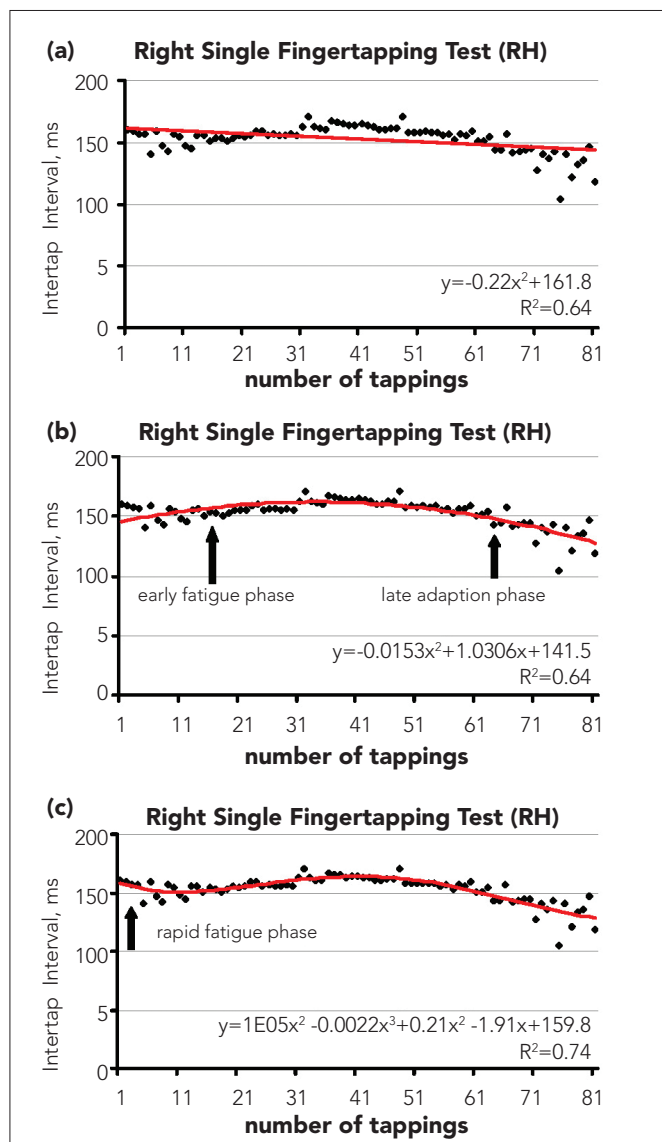 (a) Right Single Fingertapping Test (RH)
200
150
100
5
0
Intertap Interval, ms
y=-0.22x²+161.8
R²=0.64
1 11 21 31 41 51 61 71 81
number of tappings
(b) Right Single Fingertapping Test (RH)
200
150
100
5
0
Intertap Interval, ms
early fatigue phase late adaption phase
y=-0.0153x²+1.0306x+141.5
R²=0.64
1 11 21 31 41 51 61 71 81
number of tappings
(c) Right Single Fingertapping Test (RH)
200
150
100
5
0
Intertap Interval, ms
rapid fatigue phase
y=1E05x² -0.0022x³+0.21x² -1.91x+159.8
R²=0.74
1 11 21 31 41 51 61 71 81
number of tappings